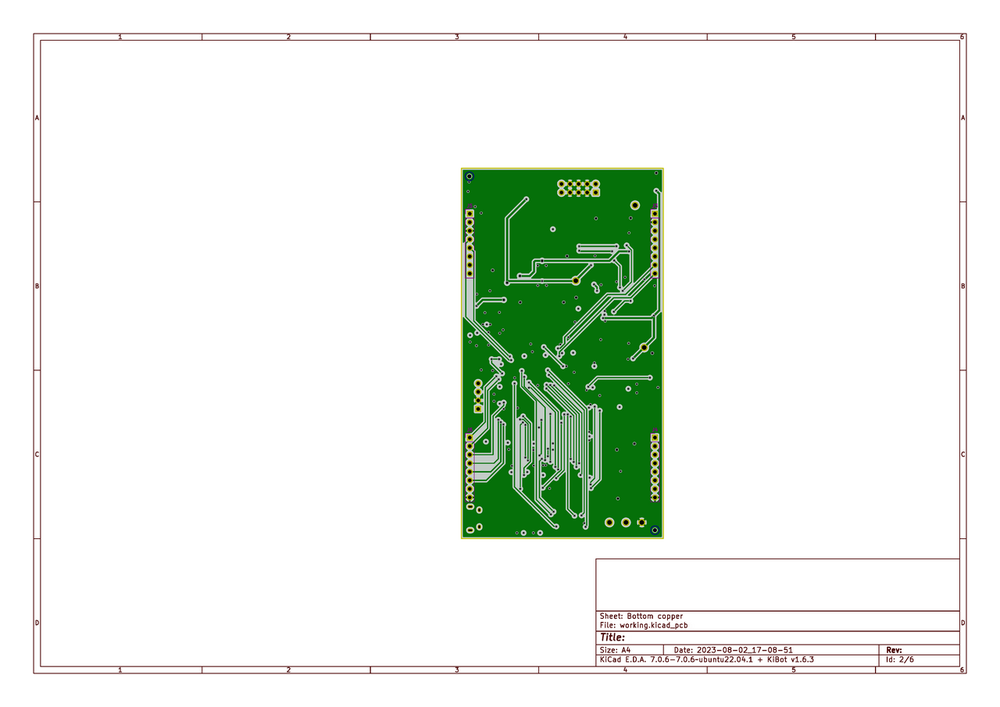 1 2 3 4 5 6
A A
B B
C C
Sheet: Bottom copper
File: working.kicad_pcb
Title:
D D
Size: A4 Date: 2023-08-02_17-08-51 Rev:
KiCad E.D.A. 7.0.6-7.0.6-ubuntu22.04.1 + KiBot v1.6.3 Id: 2/6
1 2 3 4 5 6